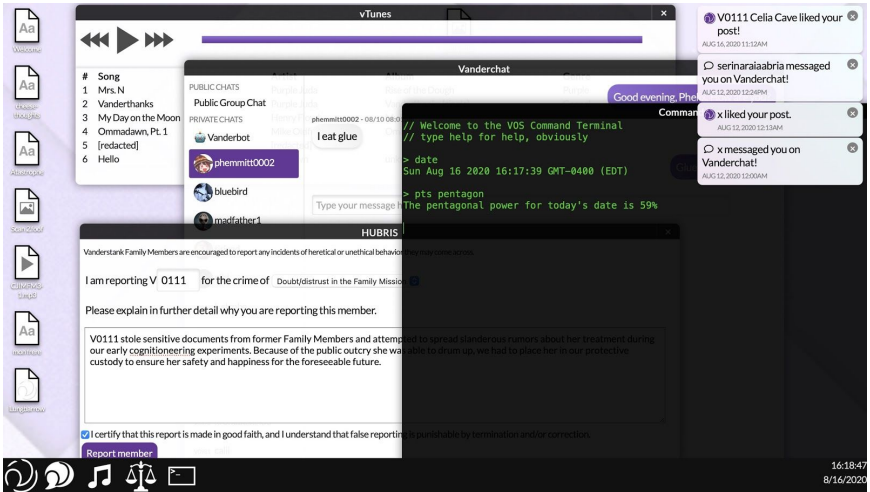 Welcome
thoughts
monthlies
Longsorrow
vTunes
×
# Song
1 Mrs. N
2 Vanderthanks
3 My Day on the Moon
4 Ommadawn, Pt. 1
5 [redacted]
6 Hello
Artist
Album
Vanderchat
PUBLIC CHATS
Public Group Chat
PRIVATE CHATS
Vanderbot
phemmitt0002
bluebird
madfather1
phemmitt0002 - 08/10 08:0
I eat glue
Type your message h
Good evening, Phe
Comman
// Welcome to the VOS Command Terminal
// type help for help, obviously
> date
Sun Aug 16 2020 16:17:39 GMT-0400 (EDT)
> pts pentagon
The pentagonal power for today's date is 59%
HUBRIS
×
Vanderstank Family Members are encouraged to report any incidents of heretical or unethical behavior they may come across.
I am reporting V 0111 for the crime of Doubt/distrust in the Family Mission
Please explain in further detail why you are reporting this member.
V0111 stole sensitive documents from former Family Members and attempted to spread slanderous rumors about her treatment during
our early cognitioneering experiments. Because of the public outcry she was able to drum up, we had to place her in our protective
custody to ensure her safety and happiness for the foreseeable future.
I certify that this report is made in good faith, and I understand that false reporting is punishable by termination and/or correction.
Report member
V0111 Celia Cave liked your
post!
AUG 16, 2020 11:12AM
serinaraiaabria messaged
you on Vanderchat!
AUG 12, 2020 12:24PM
x liked your post.
AUG 12, 2020 12:13AM
x messaged you on
Vanderchat!
AUG 12, 2020 12:00AM
16:18:47
8/16/2020